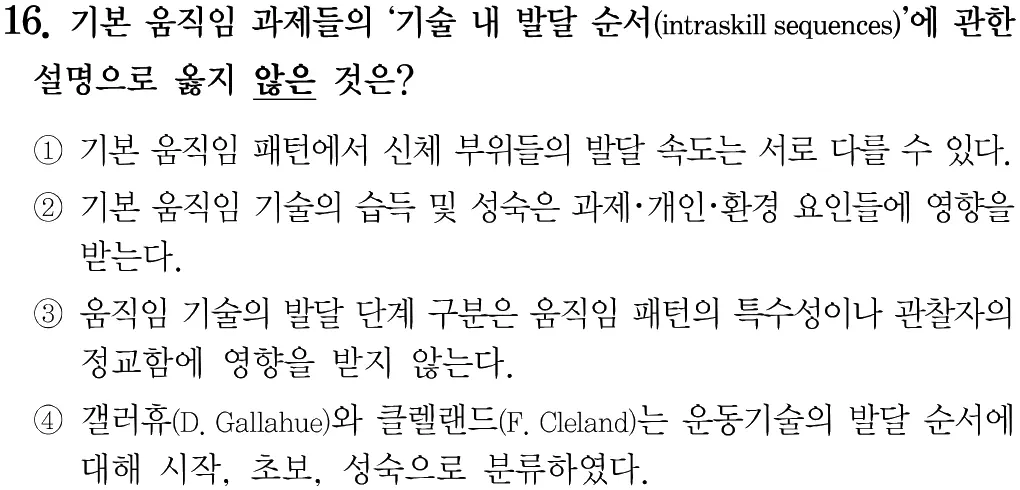 16. 기본 움직임 과제들의 ‘기술 내 발달 순서(intraskill sequences)’에 관한
설명으로 옳지 않은 것은?
① 기본 움직임 패턴에서 신체 부위들의 발달 속도는 서로 다를 수 있다.
② 기본 움직임 기술의 습득 및 성숙은 과제·개인·환경 요인들에 영향을
받는다.
③ 움직임 기술의 발달 단계 구분은 움직임 패턴의 특수성이나 관찰자의
정교함에 영향을 받지 않는다.
④ 갤러휴(D. Gallahue)와 클렐랜드(F. Cleland)는 운동기술의 발달 순서에
대해 시작, 초보, 성숙으로 분류하였다.